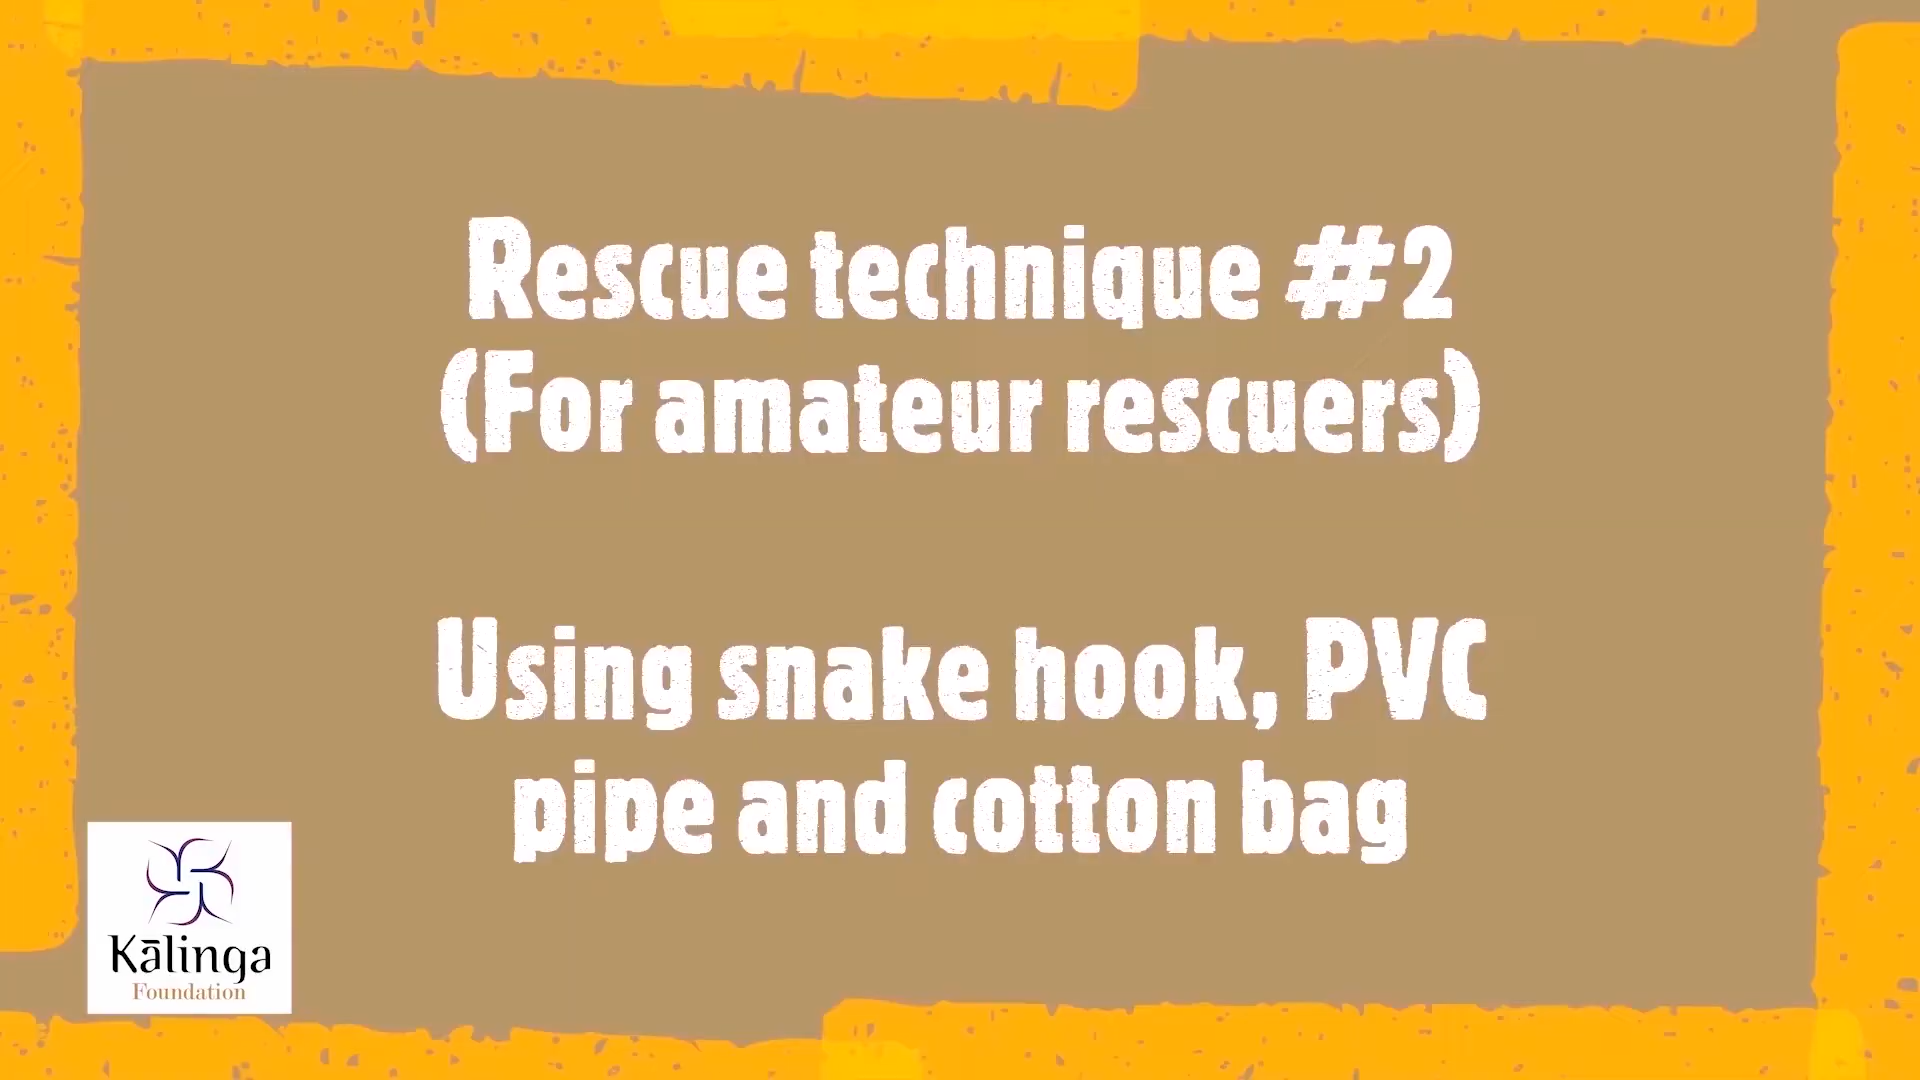 Rescue technique #2
(For amateur rescuers)
Using snake hook, PVC
pipe and cotton bag
Kālinga
Foundation